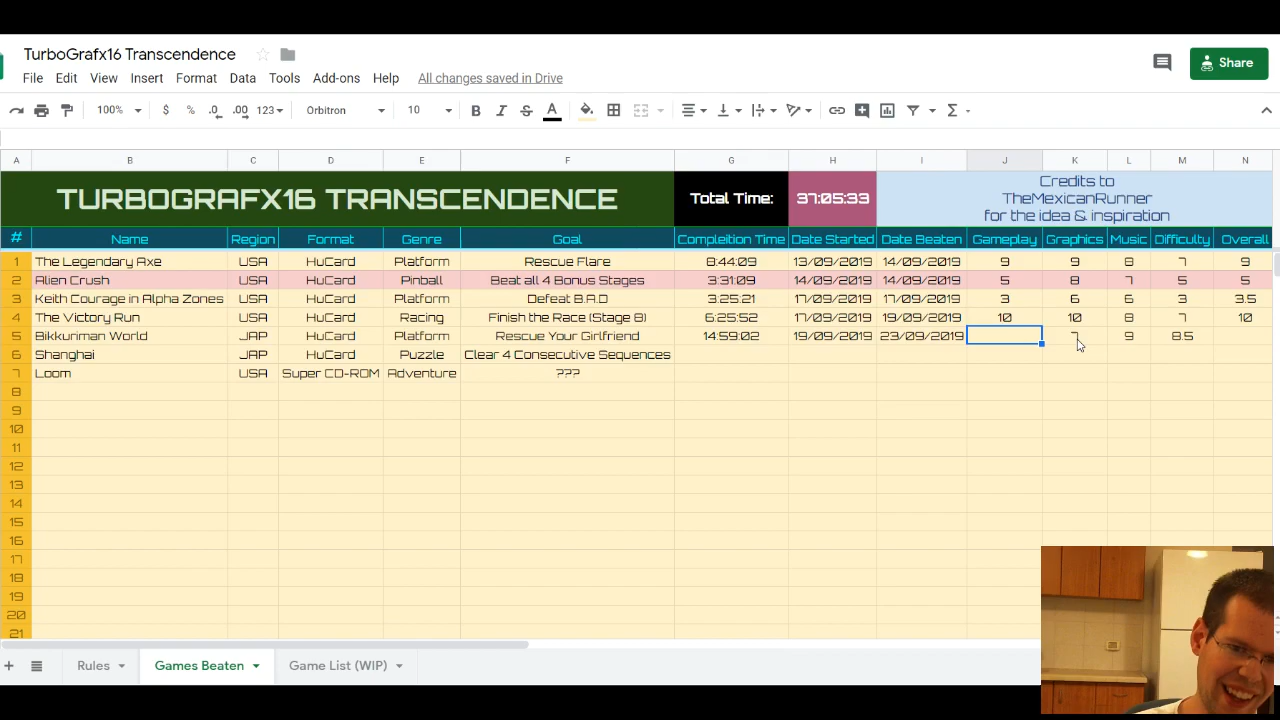 TurboGrafx16 Transcendence
File Edit View Insert Format Data Tools Add-ons Help All changes saved in Drive
Share
100% $ % .0 .00 123 Orbitron 10 B I S A
A B C D E F G H I J K L M N
TURBOGRAFX16 TRANSCENDENCE Total Time: 37:05:33
Credits to
TheMexicanRunner
for the idea & inspiration
# Name Region Format Genre Goal Compleition Time Date Started Date Beaten Gameplay Graphics Music Difficulty Overall
1 The Legendary Axe USA HuCard Platform Rescue Flare 8:44:09 13/09/2019 14/09/2019 9 9 8 7 9
2 Alien Crush USA HuCard Pinball Beat all 4 Bonus Stages 3:31:09 14/09/2019 14/09/2019 5 8 7 5 5
3 Keith Courage in Alpha Zones USA HuCard Platform Defeat B.A.D 3:25:21 17/09/2019 17/09/2019 3 6 6 3 3.5
4 The Victory Run USA HuCard Racing Finish the Race (Stage 8) 6:25:52 17/09/2019 19/09/2019 10 10 8 7 10
5 Bikkuriman World JAP HuCard Platform Rescue Your Girlfriend 14:59:02 19/09/2019 23/09/2019 7 9 8.5
6 Shanghai JAP HuCard Puzzle Clear 4 Consecutive Sequences
7 Loom USA Super CD-ROM Adventure ???
8
9
10
11
12
13
14
15
16
17
18
19
20
21
Rules Games Beaten Game List (WIP)